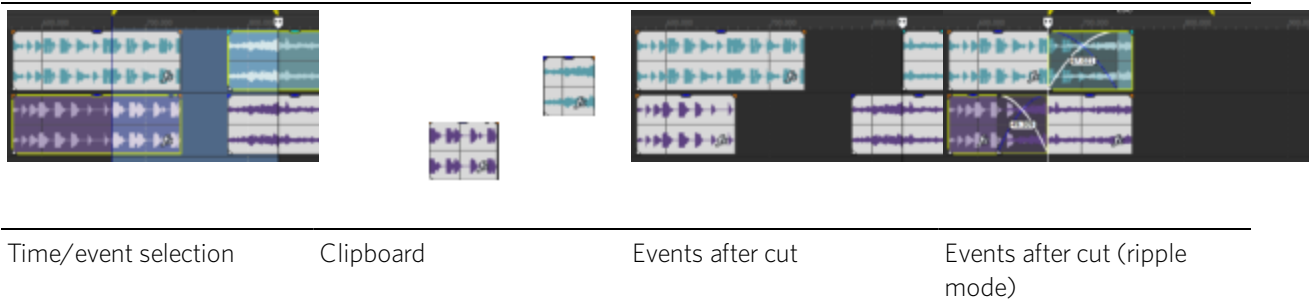 Time/event selection
Clipboard
Events after cut
Events after cut (ripple
mode)